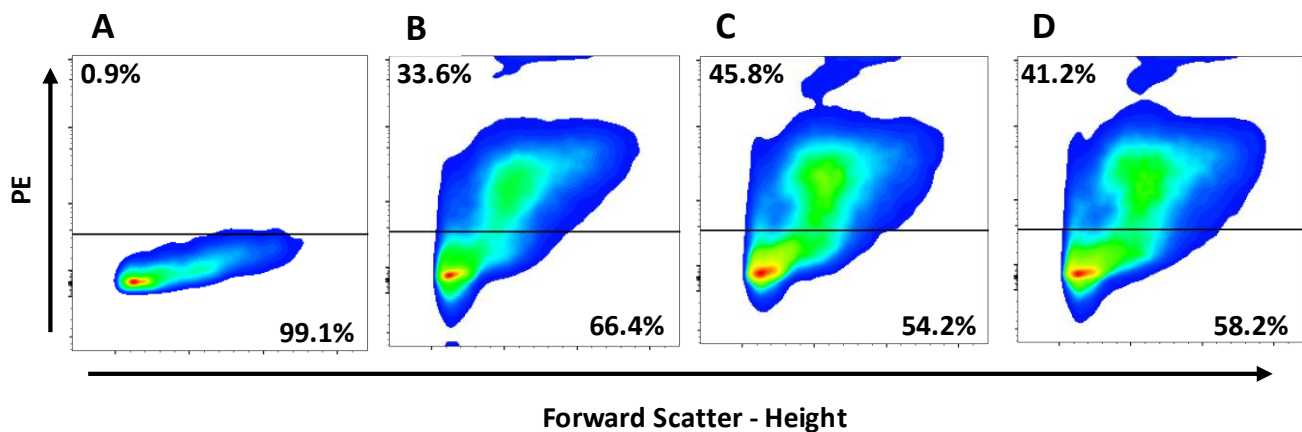 A B C D
0.9% 33.6% 45.8% 41.2%
PE
99.1% 66.4% 54.2% 58.2%
Forward Scatter - Height